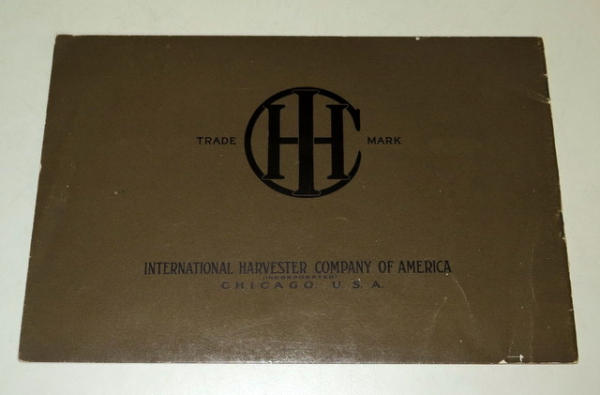 TRADE IHC MARK
INTERNATIONAL HARVESTER COMPANY OF AMERICA
(INCORPORATED)
CHICAGO U.S.A.